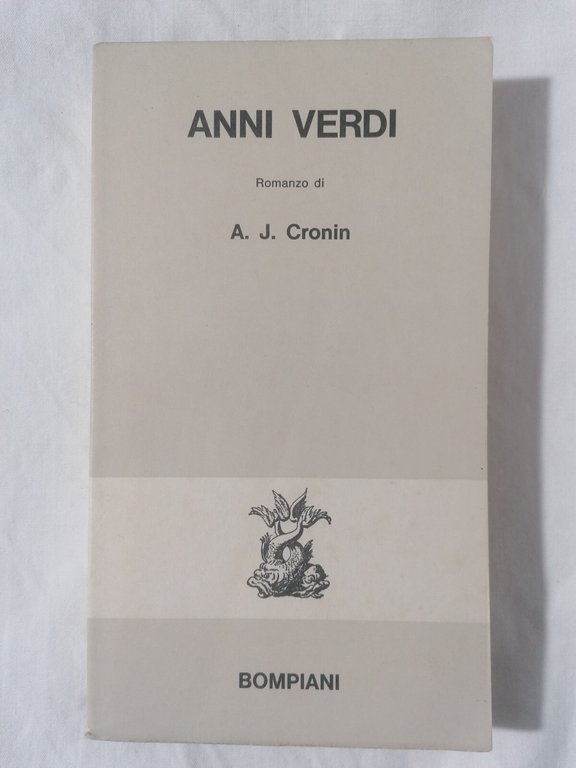 ANNI VERDI
Romanzo di
A. J. Cronin
BOMPIANI